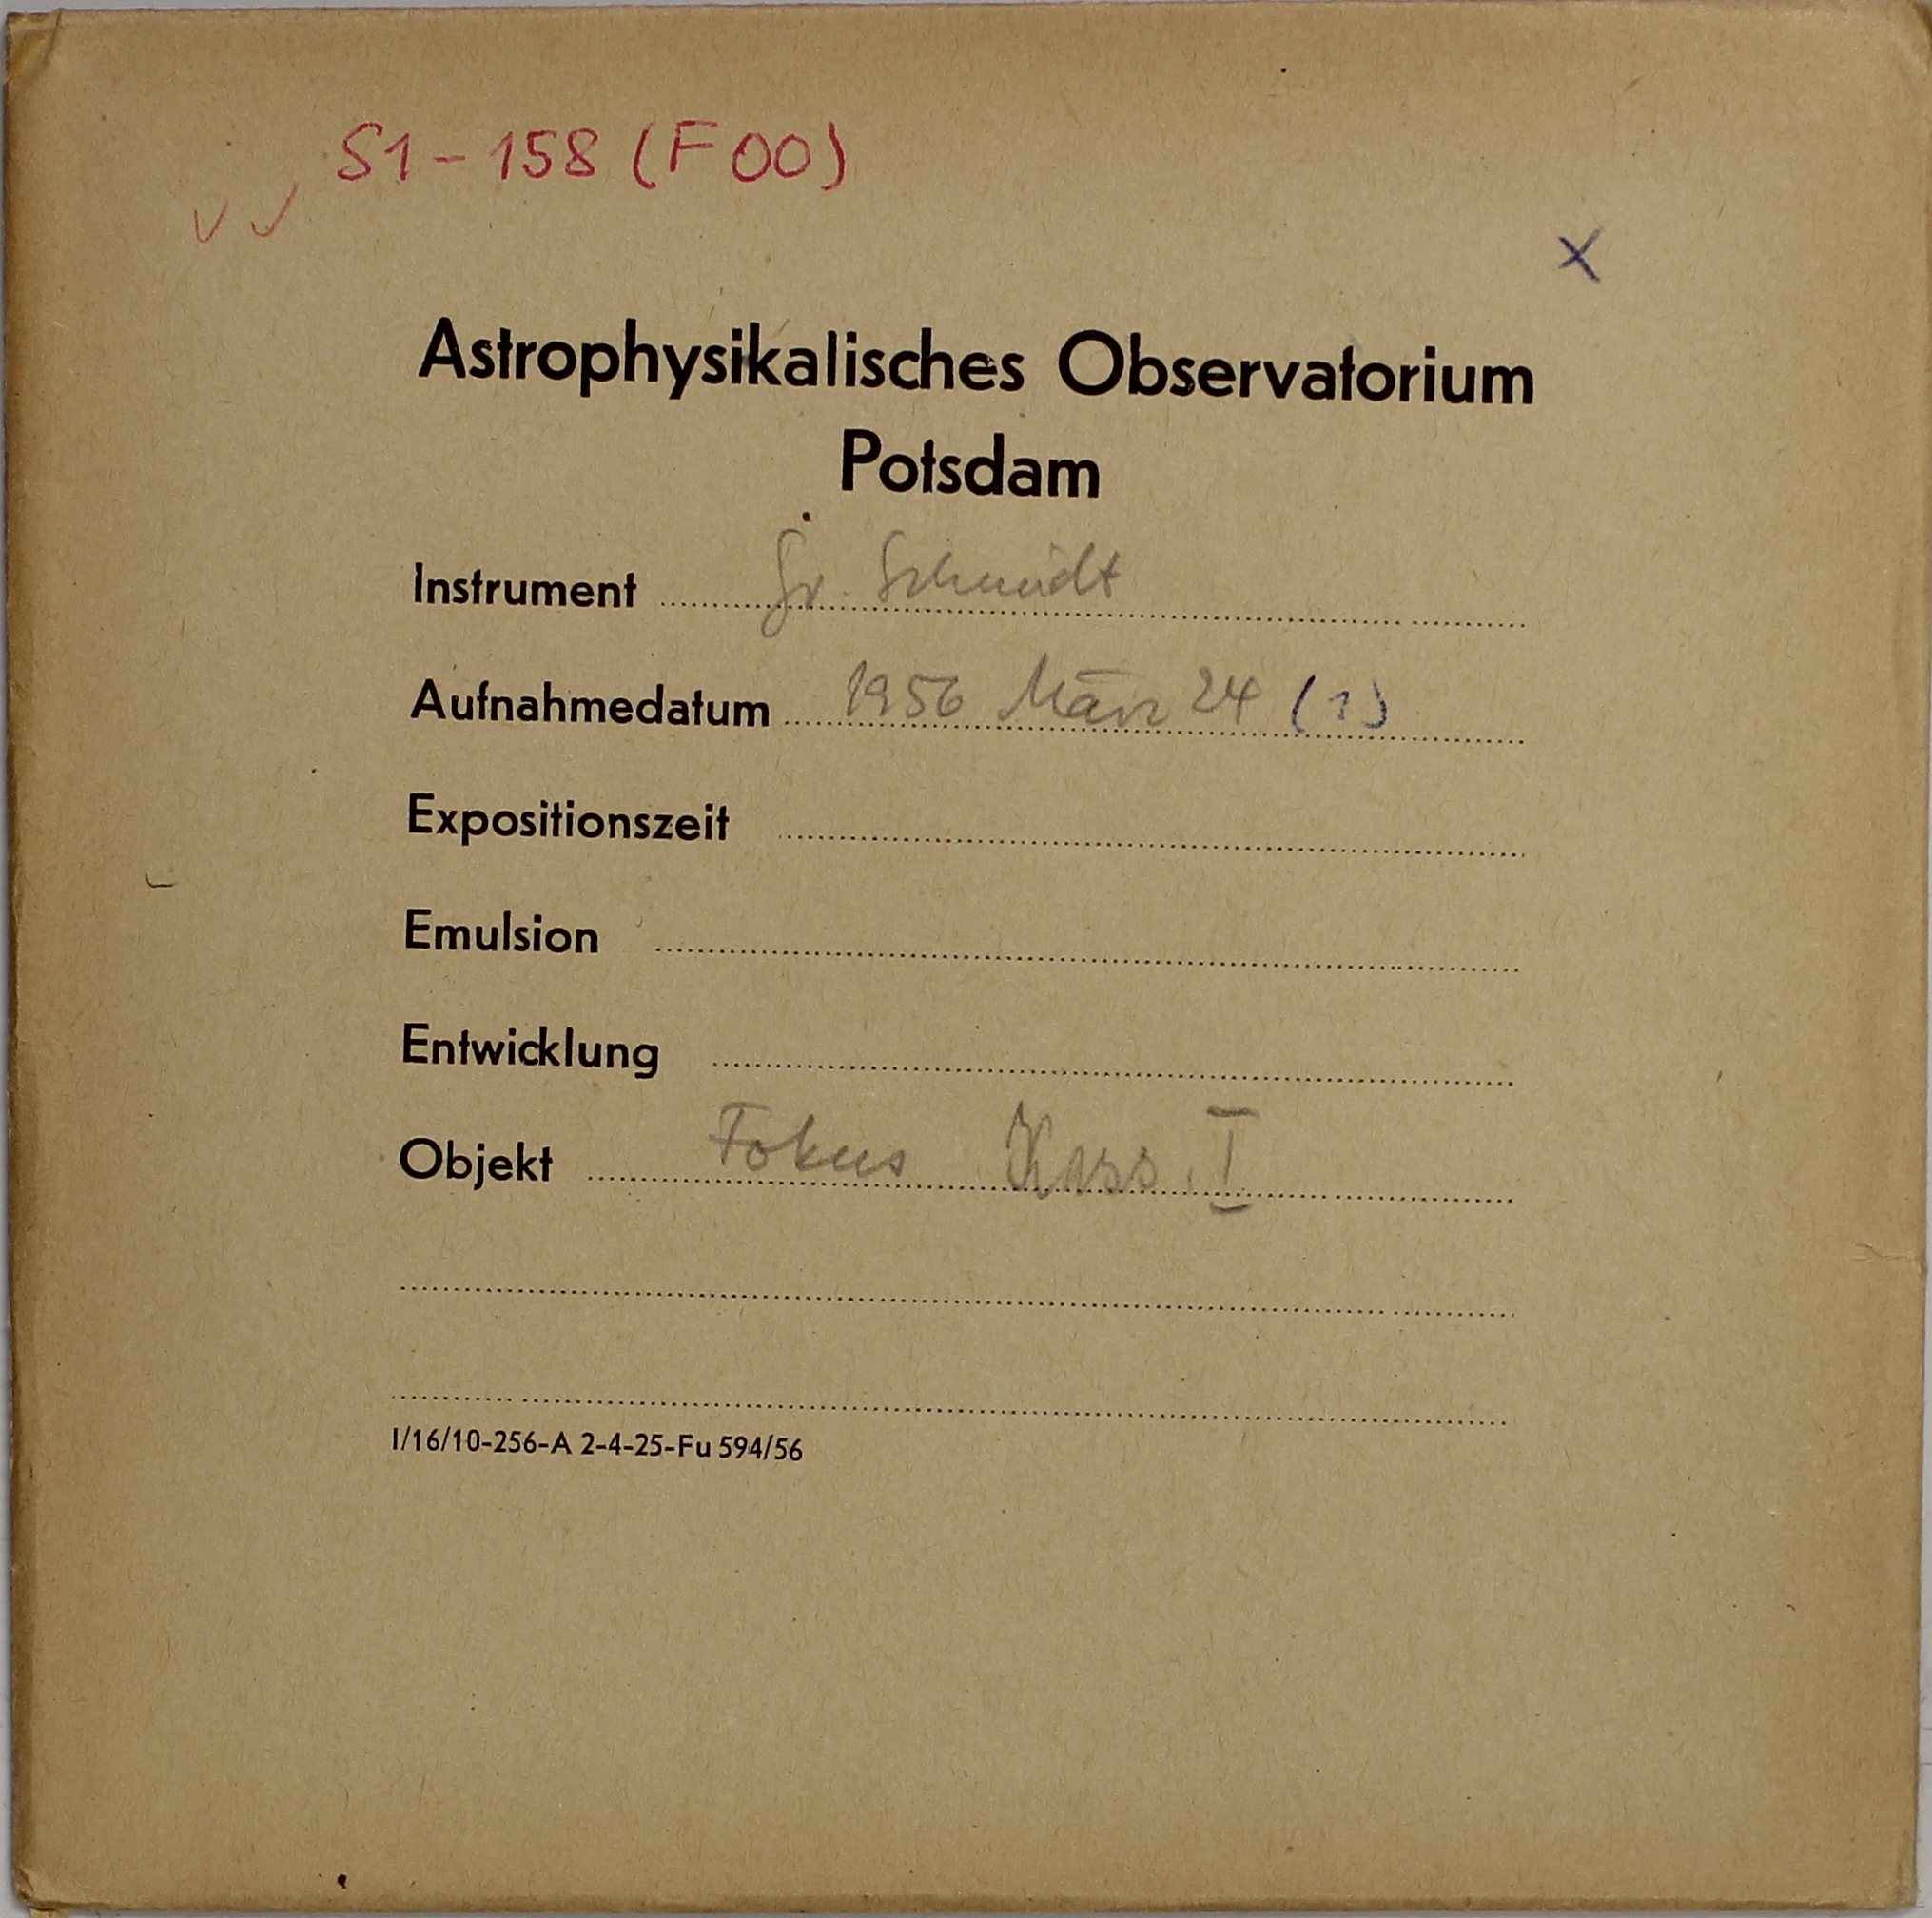 S1-158 (F00)
✓✓
x
Astrophysikalisches Observatorium
Potsdam
Instrument Gr. Schmidt
Aufnahmedatum 1956 März 24 (1)
Expositionszeit
Emulsion
Entwicklung
Objekt Fokus Kass. I
I/16/10-256-A 2-4-25-Fu 594/56